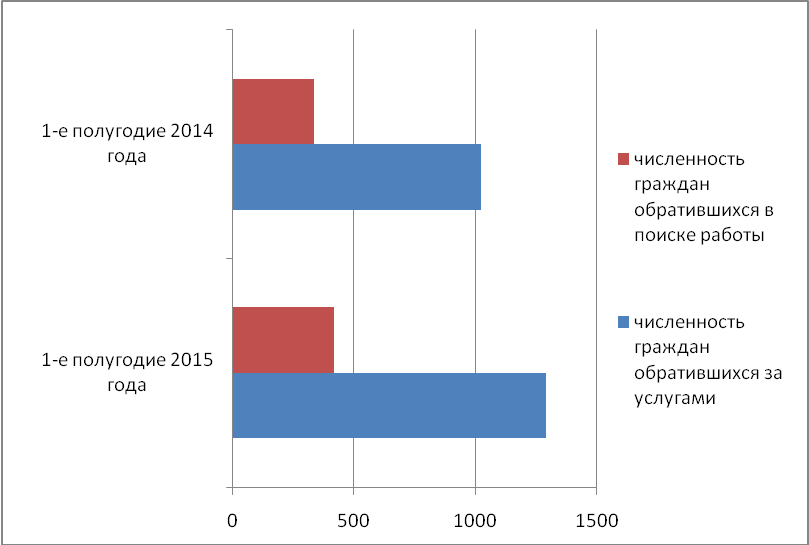 1-е полугодие 2014
года
1-е полугодие 2015
года
0
500
1000
1500
численность
граждан
обратившихся в
поиске работы
численность
граждан
обратившихся за
услугами